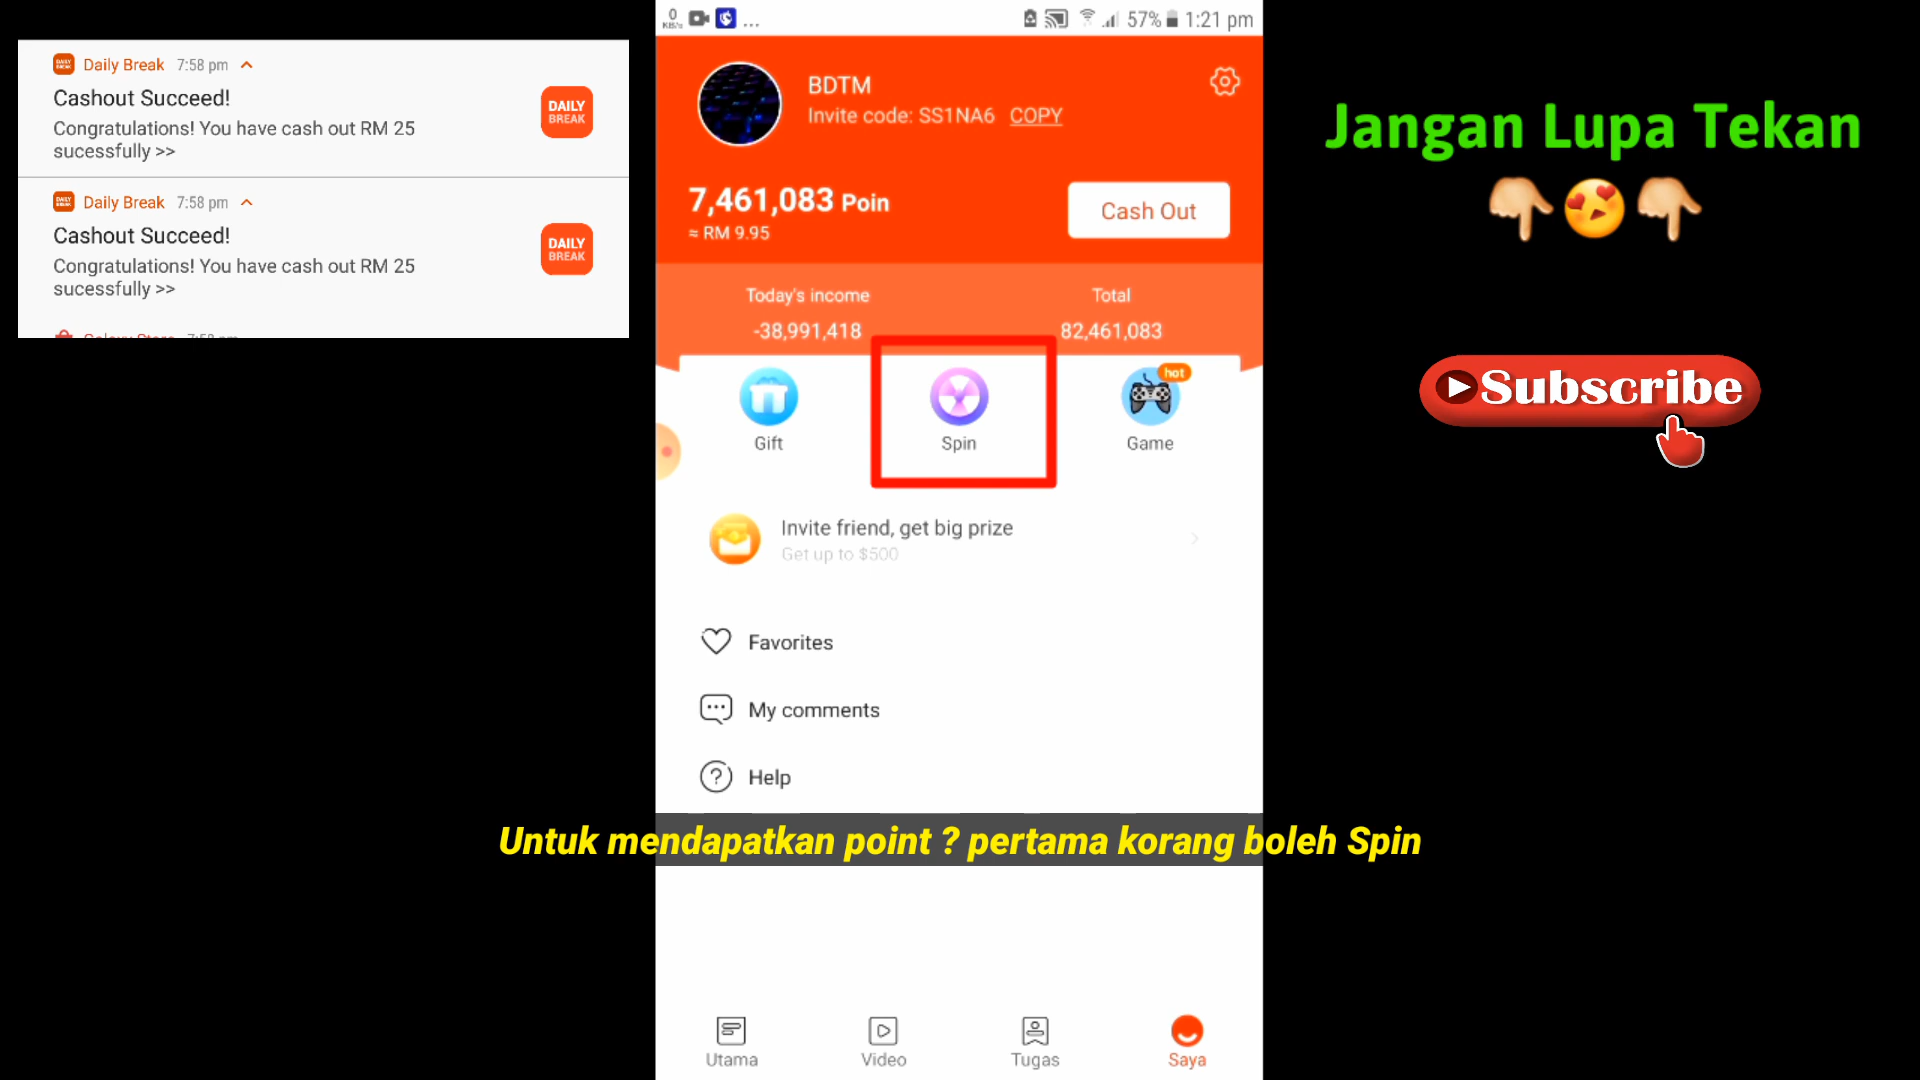 Daily Break 7:58 pm
Cashout Succeed!
Congratulations! You have cash out RM 25
sucessfully >>
DAILY
BREAK
Daily Break 7:58 pm
Cashout Succeed!
Congratulations! You have cash out RM 25
sucessfully >>
DAILY
BREAK
0
... 57% 1:21 pm
BDTM
Invite code: SS1NA6 COPY
7,461,083 Poin
≈ RM 9.95
Cash Out
Today's income
-38,991,418
Total
82,461,083
Gift
Spin
hot
Game
Invite friend, get big prize
Get up to $500
Favorites
My comments
Help
Untuk mendapatkan point ? pertama korang boleh Spin
Utama
Video
Tugas
Saya
Jangan Lupa Tekan
Subscribe